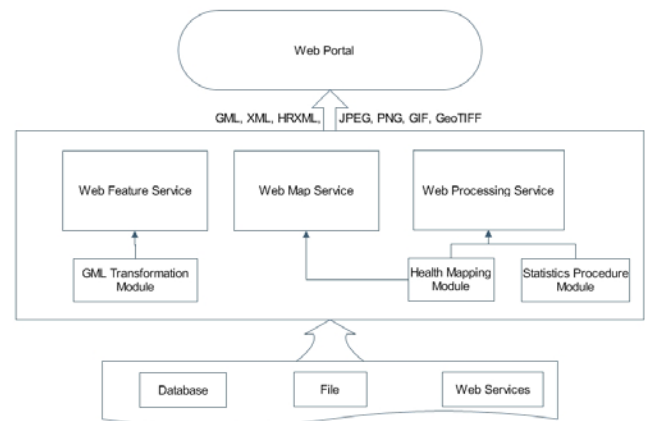 Web Portal
GML, XML, HRXML, JPEG, PNG, GIF, GeoTIFF
Web Feature Service
Web Map Service
Web Processing Service
GML Transformation
Module
Health Mapping
Module
Statistics Procedure
Module
Database
File
Web Services